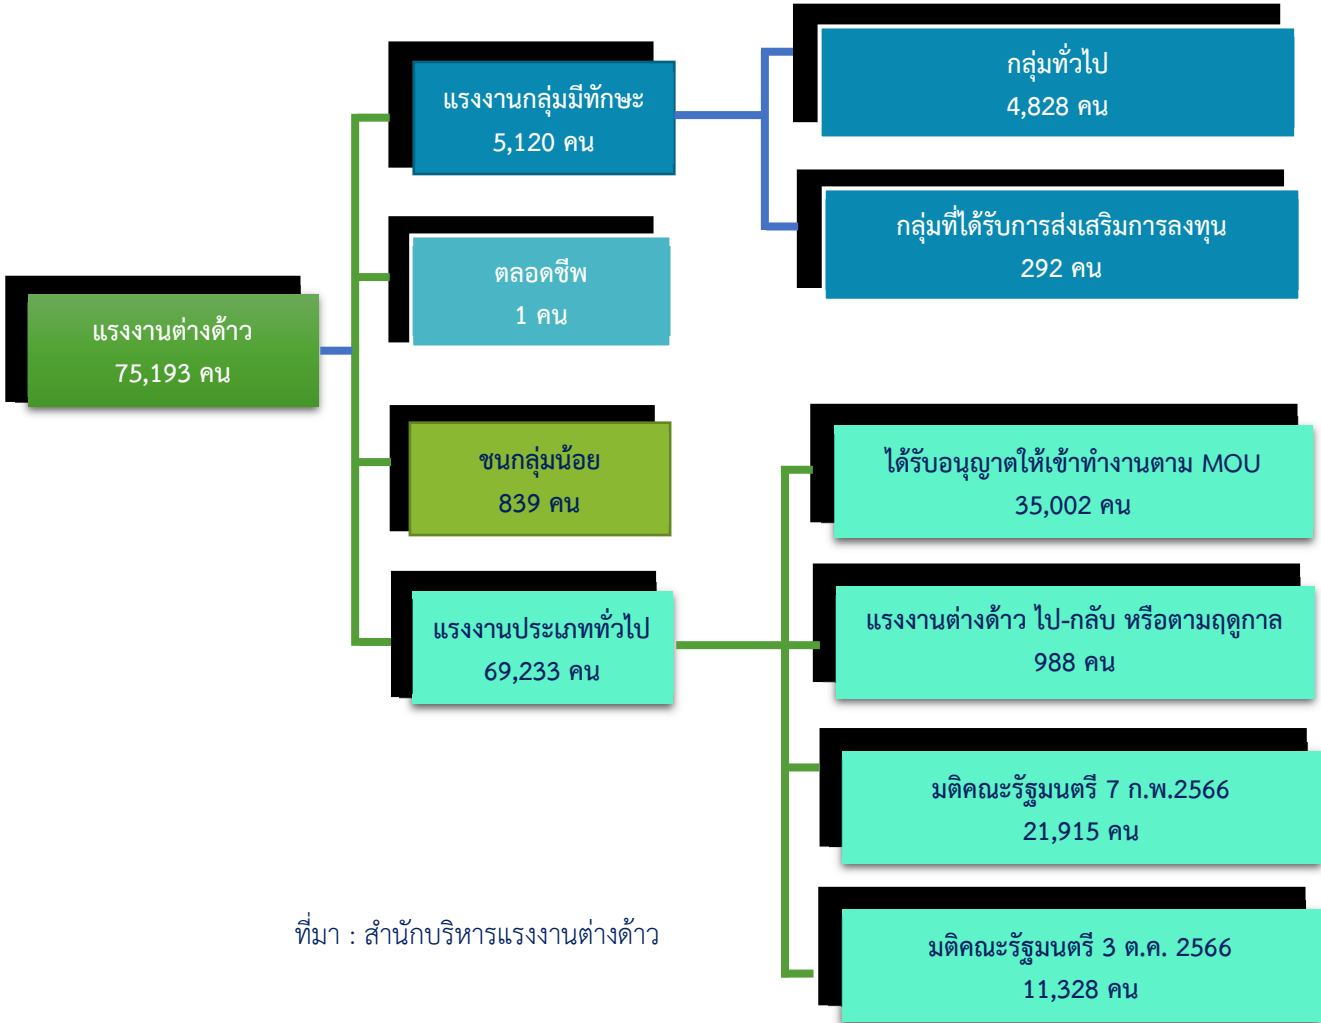 แรงงานต่างด้าว
75,193 คน
แรงงานกลุ่มมีทักษะ
5,120 คน
กลุ่มทั่วไป
4,828 คน
กลุ่มที่ได้รับการส่งเสริมการลงทุน
292 คน
ตลอดชีพ
1 คน
ชนกลุ่มน้อย
839 คน
แรงงานประเภททั่วไป
69,233 คน
ได้รับอนุญาตให้เข้าทำงานตาม MOU
35,002 คน
แรงงานต่างด้าว ไป-กลับ หรือตามฤดูกาล
988 คน
มติคณะรัฐมนตรี 7 ก.พ.2566
21,915 คน
มติคณะรัฐมนตรี 3 ต.ค. 2566
11,328 คน
ที่มา : สำนักบริหารแรงงานต่างด้าว